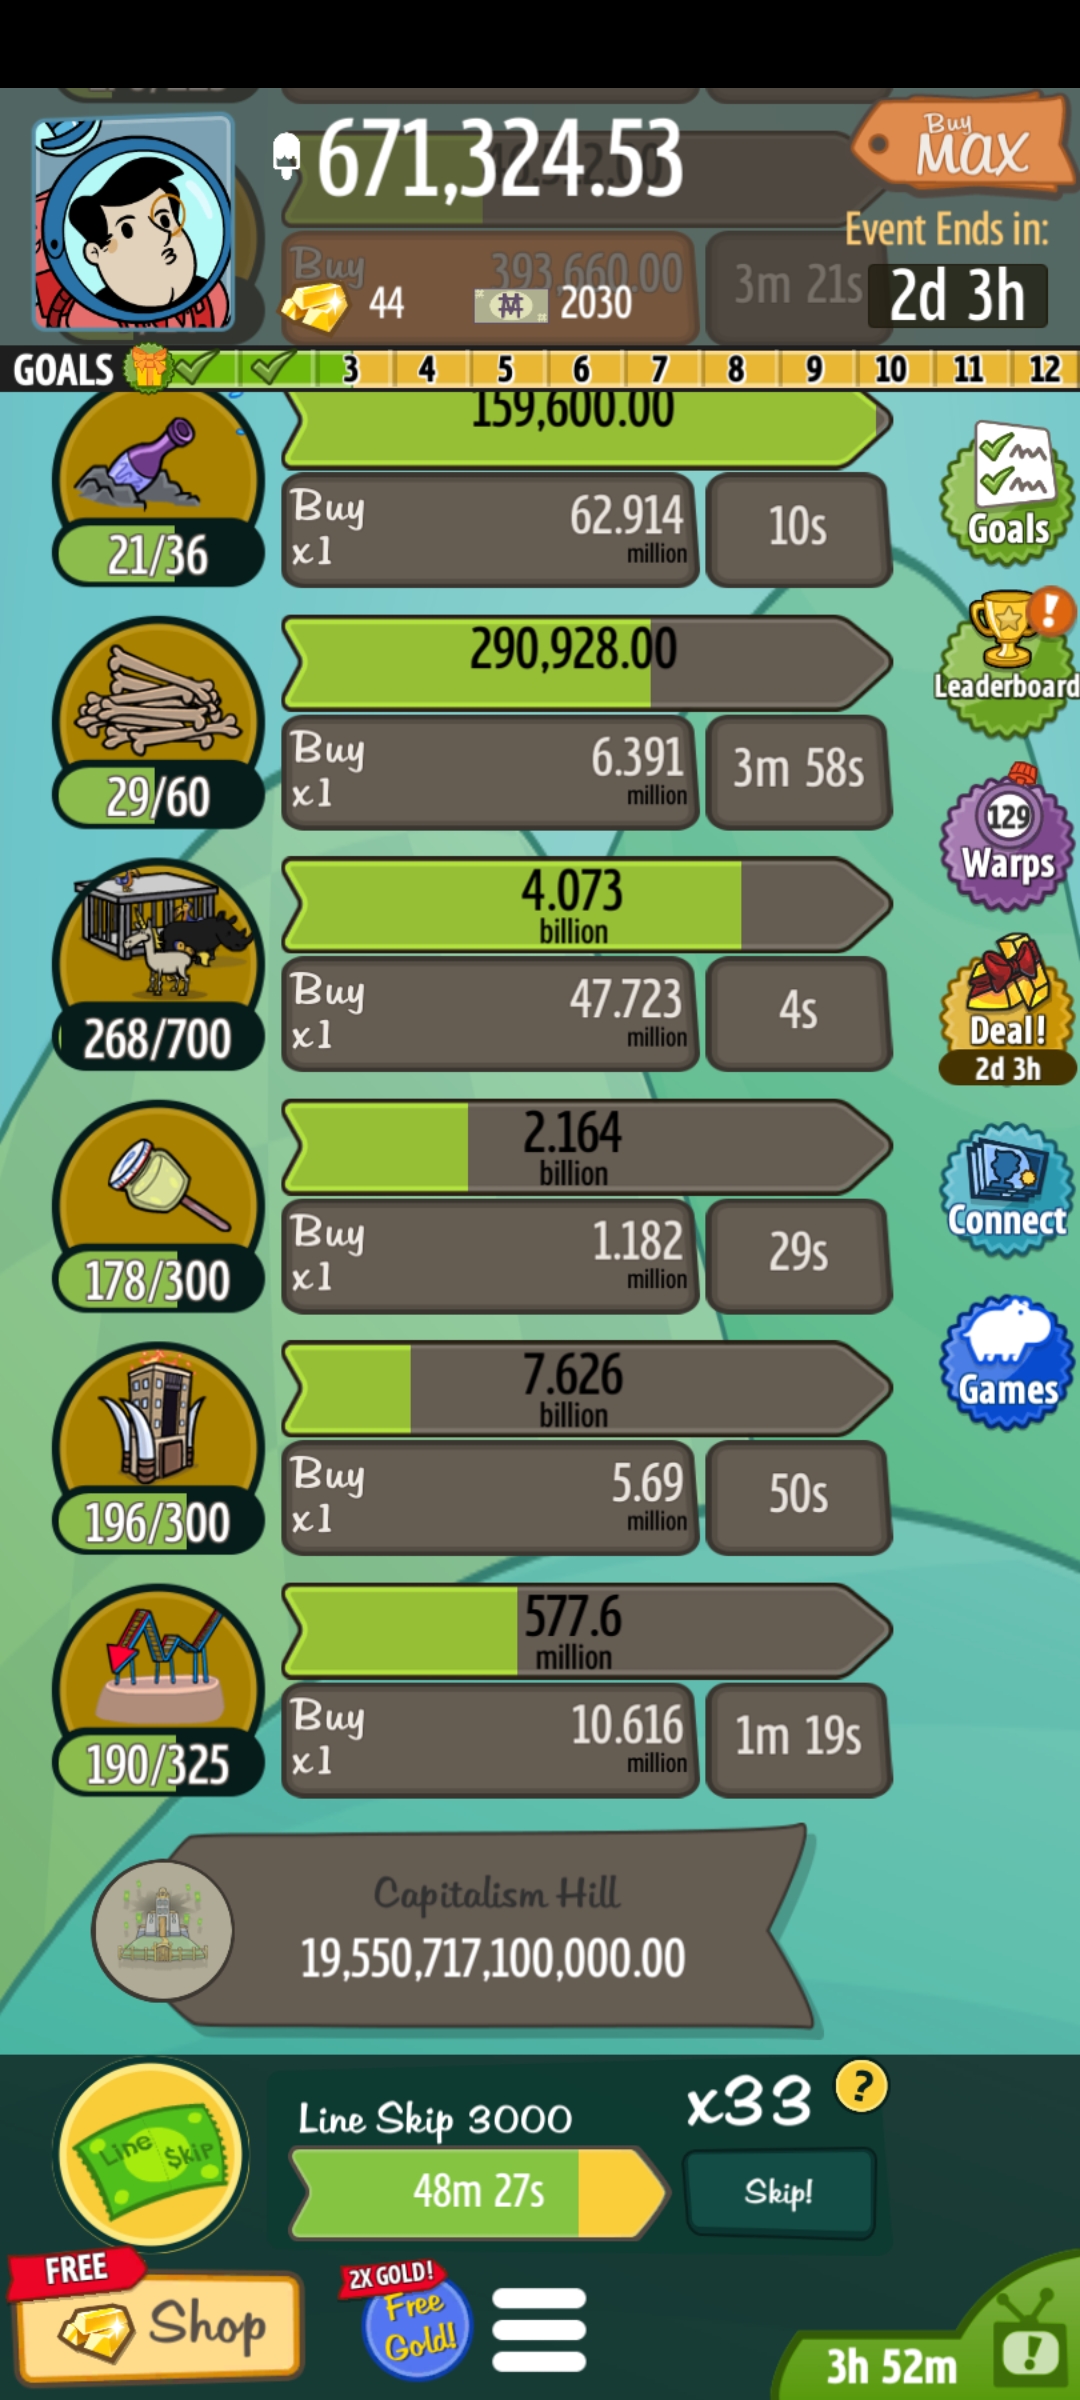 671,324.53
Buy
MAX
Event Ends in:
Buy
393,660.00
3m 21s
2d 3h
44
2030
GOALS 3 4 5 6 7 8 9 10 11 12
159,600.00
Buy
x1
62.914
million
10s
21/36
Goals
290,928.00
Leaderboard
Buy
x1
6.391
million
3m 58s
29/60
129
Warps
4.073
billion
Buy
x1
47.723
million
4s
268/700
Deal!
2d 3h
2.164
billion
Buy
x1
1.182
million
29s
178/300
Connect
7.626
billion
Games
Buy
x1
5.69
million
50s
196/300
577.6
million
Buy
x1
10.616
million
1m 19s
190/325
Capitalism Hill
19,550,717,100,000.00
Line $kip
Line Skip 3000
x33
?
48m 27s
Skip!
FREE
Shop
2X GOLD!
Free
Gold!
3h 52m